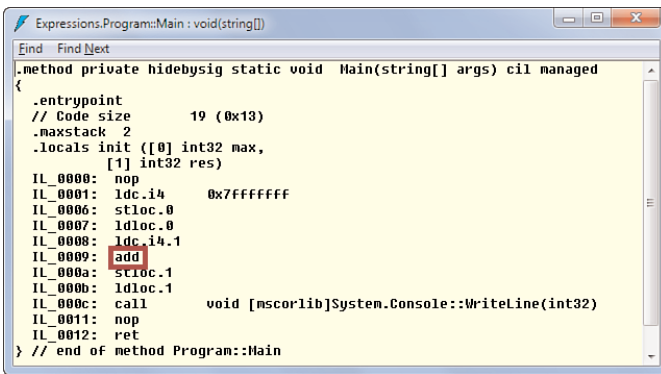 Expressions.Program::Main : void(string[])
Find Find Next
.method private hidebysig static void  Main(string[] args) cil managed
{
  .entrypoint
  // Code size       19 (0x13)
  .maxstack  2
  .locals init ([0] int32 max,
           [1] int32 res)
  IL_0000:  nop
  IL_0001:  ldc.i4     0x7fffffff
  IL_0006:  stloc.0
  IL_0007:  ldloc.0
  IL_0008:  ldc.i4.1
  IL_0009:  add
  IL_000a:  stloc.1
  IL_000b:  ldloc.1
  IL_000c:  call       void [mscorlib]System.Console::WriteLine(int32)
  IL_0011:  nop
  IL_0012:  ret
} // end of method Program::Main